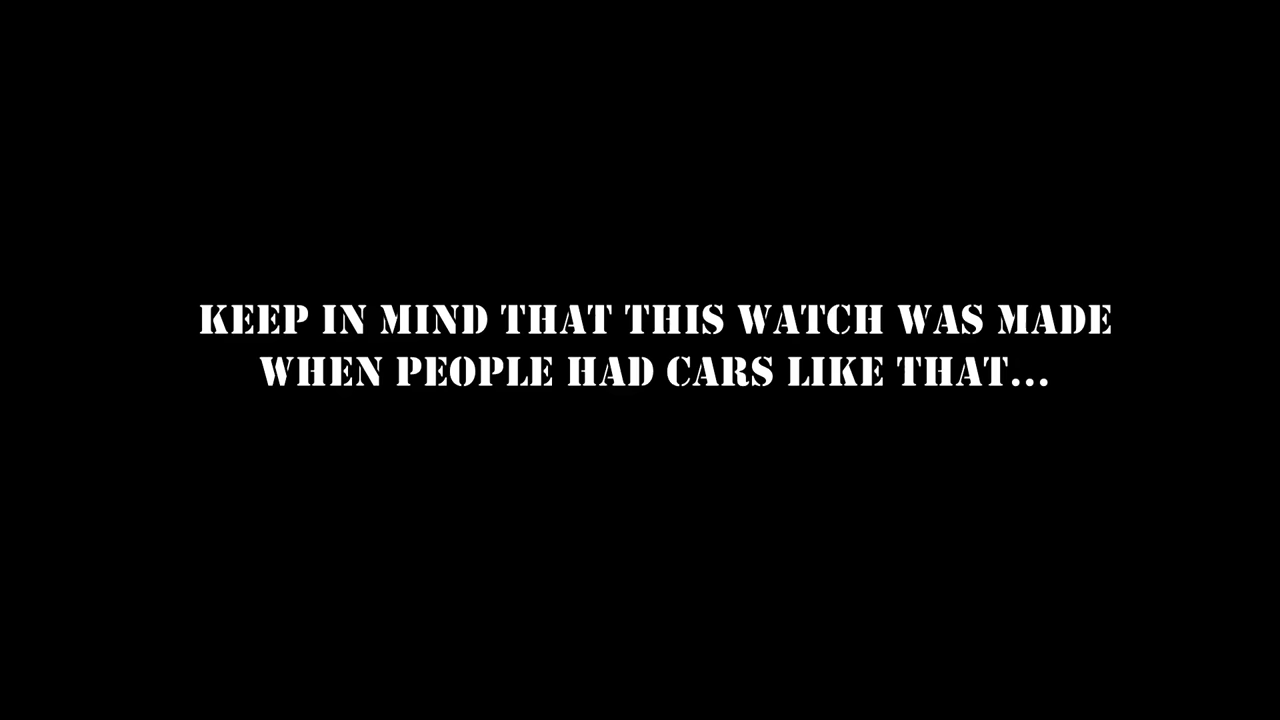 KEEP IN MIND THAT THIS WATCH WAS MADE
WHEN PEOPLE HAD CARS LIKE THAT...